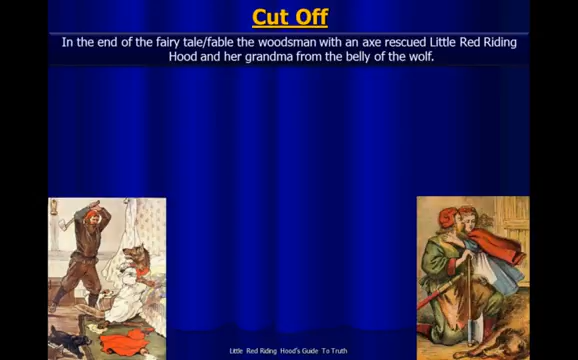 Cut Off
In the end of the fairy tale/fable the woodsman with an axe rescued Little Red Riding
Hood and her grandma from the belly of the wolf.
Little Red Riding Hood's Guide To Truth